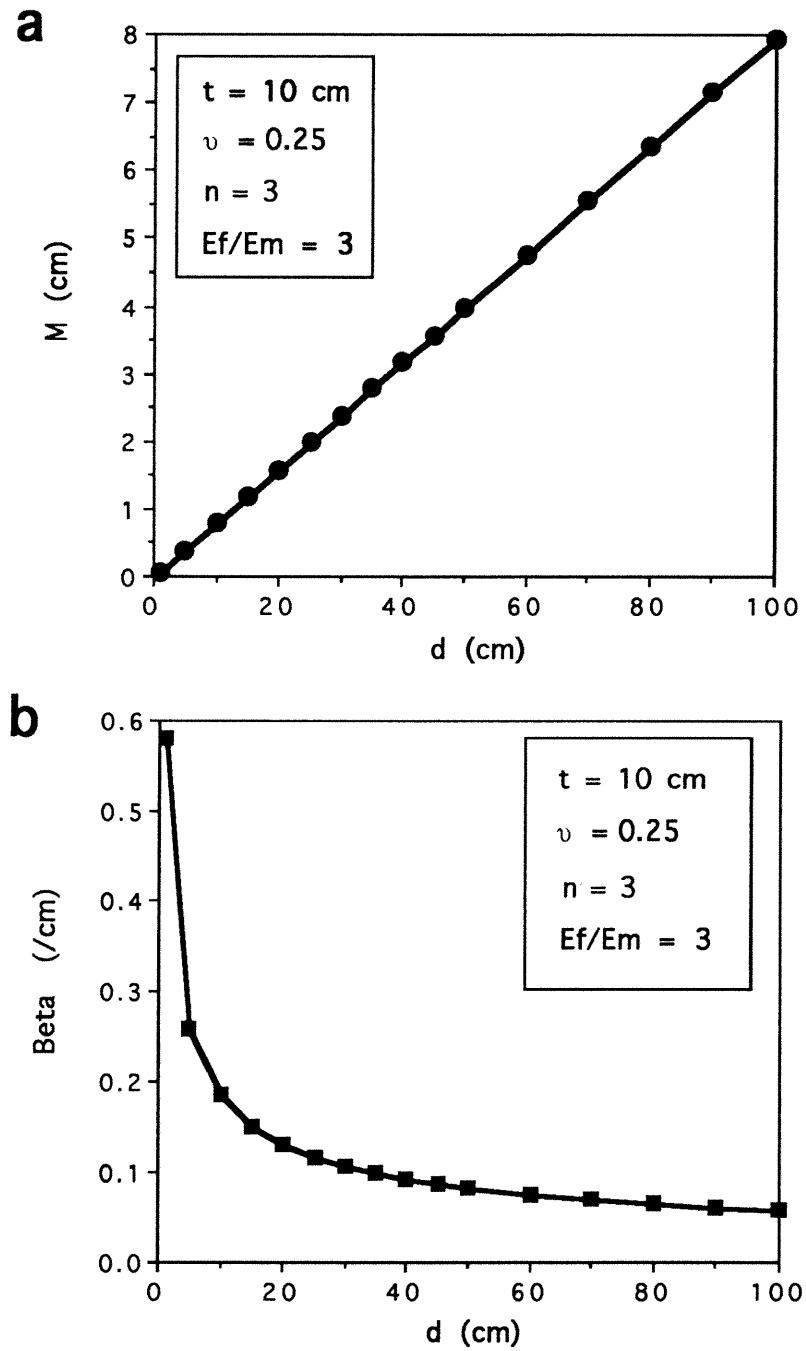 a
8
7
6
5
4
3
2
1
0
M (cm)
t = 10 cm
υ = 0.25
n = 3
Ef/Em = 3
0 20 40 60 80 100
d (cm)
b
0.6
0.5
0.4
0.3
0.2
0.1
0.0
Beta (/cm)
t = 10 cm
υ = 0.25
n = 3
Ef/Em = 3
0 20 40 60 80 100
d (cm)